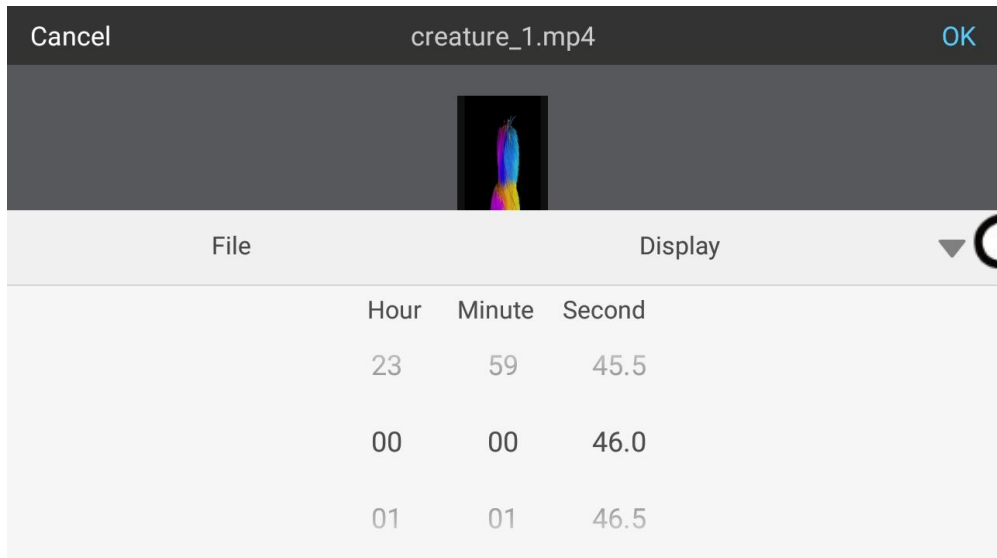 Cancel creature_1.mp4 OK
File Display
Hour Minute Second
23 59 45.5
00 00 46.0
01 01 46.5